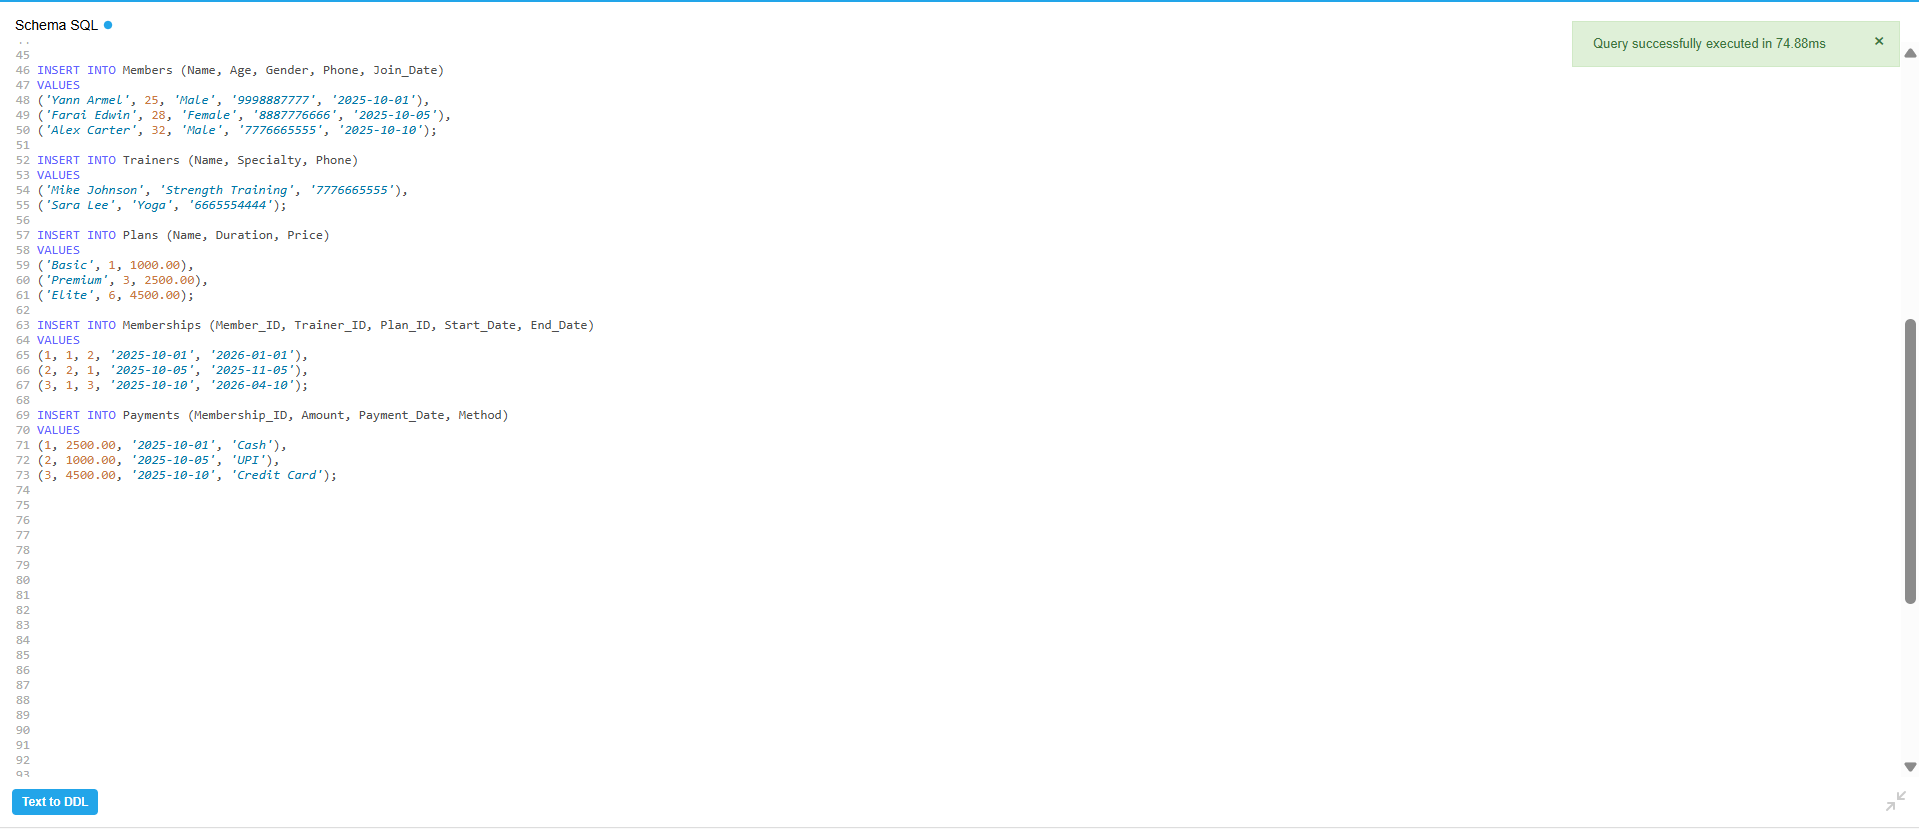 Schema SQL
Query successfully executed in 74.88ms ×
45
46 INSERT INTO Members (Name, Age, Gender, Phone, Join_Date)
47 VALUES
48 ('Yann Armel', 25, 'Male', '9998887777', '2025-10-01'),
49 ('Farai Edwin', 28, 'Female', '8887776666', '2025-10-05'),
50 ('Alex Carter', 32, 'Male', '7776665555', '2025-10-10');
51
52 INSERT INTO Trainers (Name, Specialty, Phone)
53 VALUES
54 ('Mike Johnson', 'Strength Training', '7776665555'),
55 ('Sara Lee', 'Yoga', '6665554444');
56
57 INSERT INTO Plans (Name, Duration, Price)
58 VALUES
59 ('Basic', 1, 1000.00),
60 ('Premium', 3, 2500.00),
61 ('Elite', 6, 4500.00);
62
63 INSERT INTO Memberships (Member_ID, Trainer_ID, Plan_ID, Start_Date, End_Date)
64 VALUES
65 (1, 1, 2, '2025-10-01', '2026-01-01'),
66 (2, 2, 1, '2025-10-05', '2025-11-05'),
67 (3, 1, 3, '2025-10-10', '2026-04-10');
68
69 INSERT INTO Payments (Membership_ID, Amount, Payment_Date, Method)
70 VALUES
71 (1, 2500.00, '2025-10-01', 'Cash'),
72 (2, 1000.00, '2025-10-05', 'UPI'),
73 (3, 4500.00, '2025-10-10', 'Credit Card');
74
75
76
77
78
79
80
81
82
83
84
85
86
87
88
89
90
91
92
93
Text to DDL